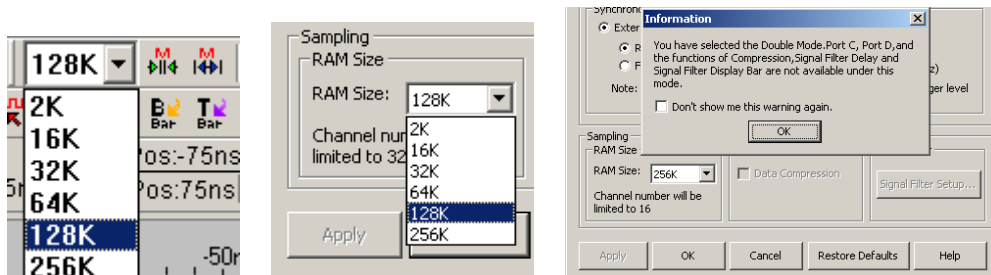 128K
2K
16K
32K
64K
128K
256K
B
Bar
T
Bar
Pos:-75ns
Pos:75ns
Sampling
RAM Size
RAM Size:
128K
Channel
limited to 32
2K
16K
32K
64K
128K
256K
Apply
Information
You have selected the Double Mode.Port C, Port D,and
the functions of Compression,Signal Filter Delay and
Signal Filter Display Bar are not available under this
mode.
Don't show me this warning again.
OK
Note:
Sampling
RAM Size
RAM Size:
256K
Channel number will be
limited to 16
Data Compression
Signal Filter Setup...
Apply
OK
Cancel
Restore Defaults
Help